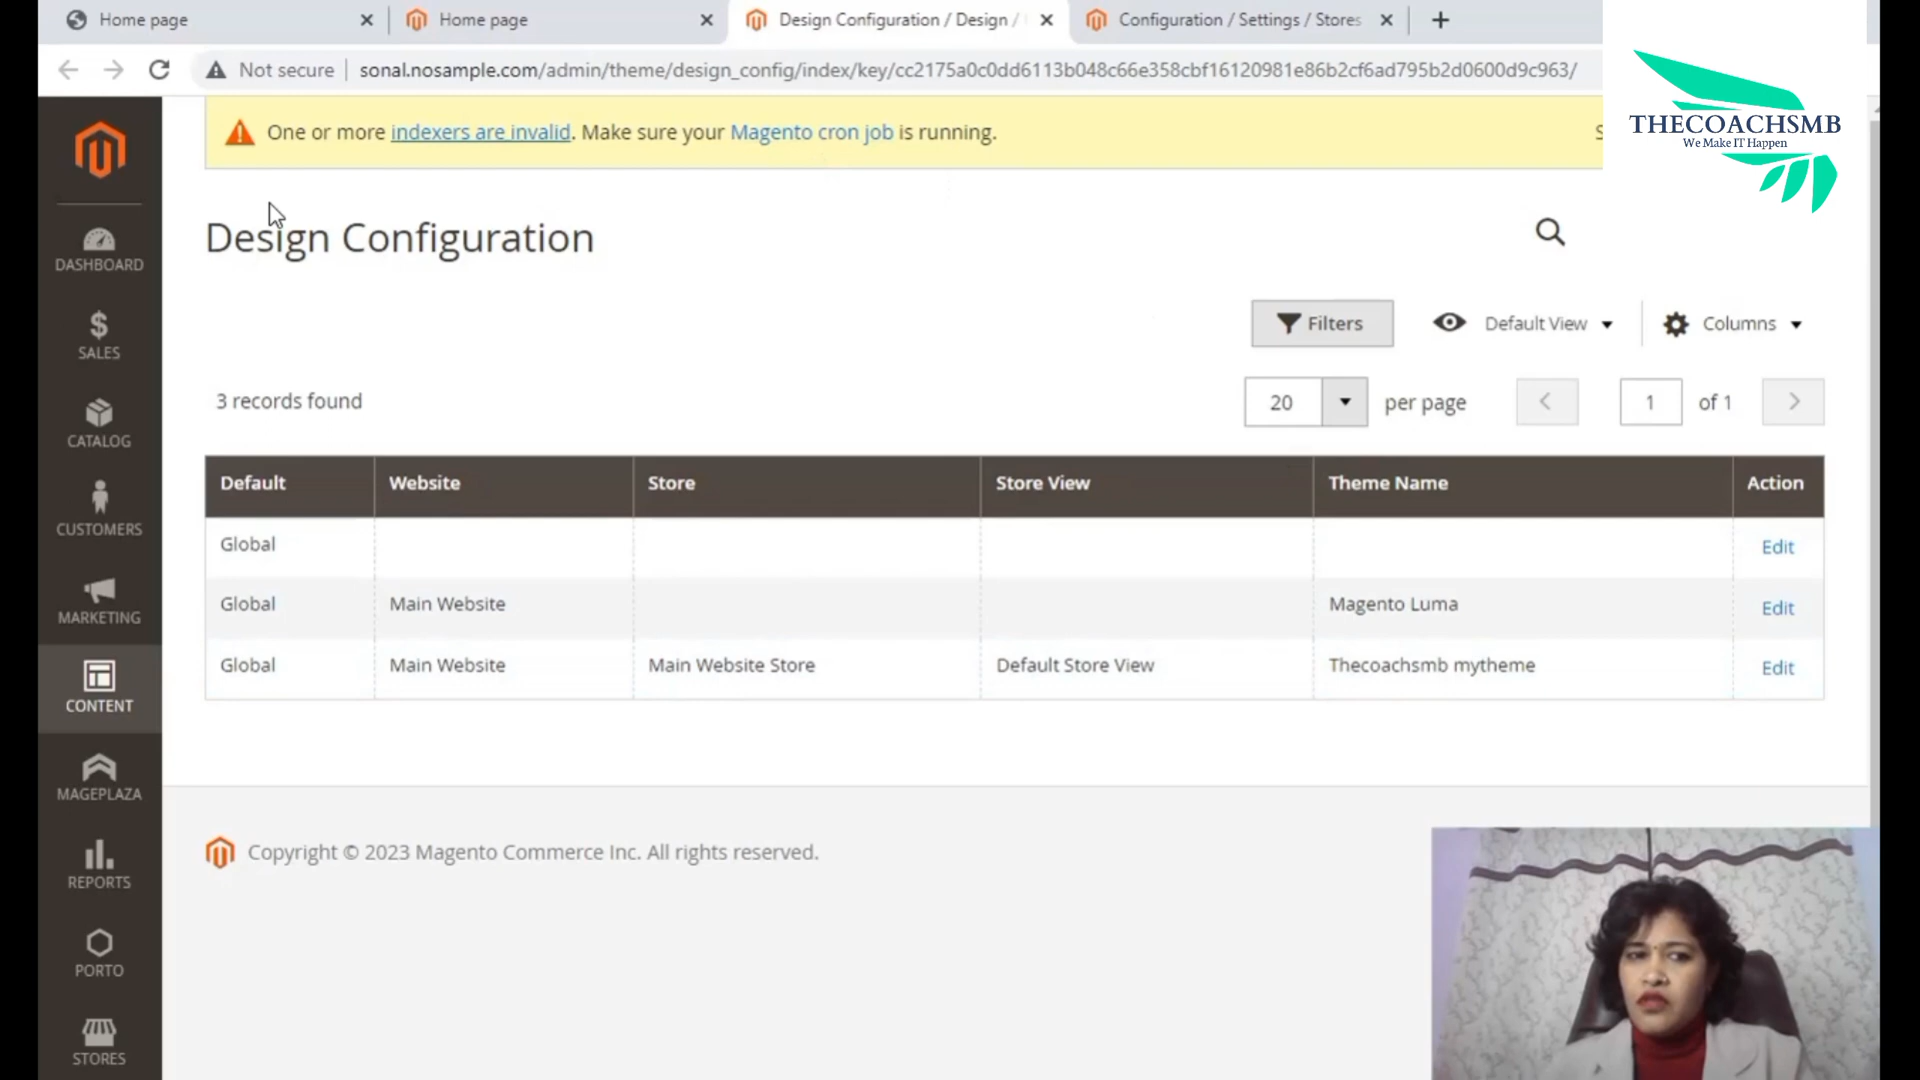 Home page
Home page
Design Configuration / Design /
Configuration / Settings / Stores
Not secure
sonal.nosample.com/admin/theme/design_config/index/key/cc2175a0c0dd6113b048c66e358cbf16120981e86b2cf6ad795b2d0600d9c963/
THECOACHSMB
We Make IT Happen
One or more indexers are invalid. Make sure your Magento cron job is running.
S
Design Configuration
Filters
Default View
Columns
3 records found
20
per page
1
of 1
Default Website Store Store View Theme Name Action
Global Edit
Global Main Website Magento Luma Edit
Global Main Website Main Website Store Default Store View Thecoachsmb mytheme Edit
Copyright © 2023 Magento Commerce Inc. All rights reserved.
DASHBOARD
SALES
CATALOG
CUSTOMERS
MARKETING
CONTENT
MAGEPLAZA
REPORTS
PORTO
STORES